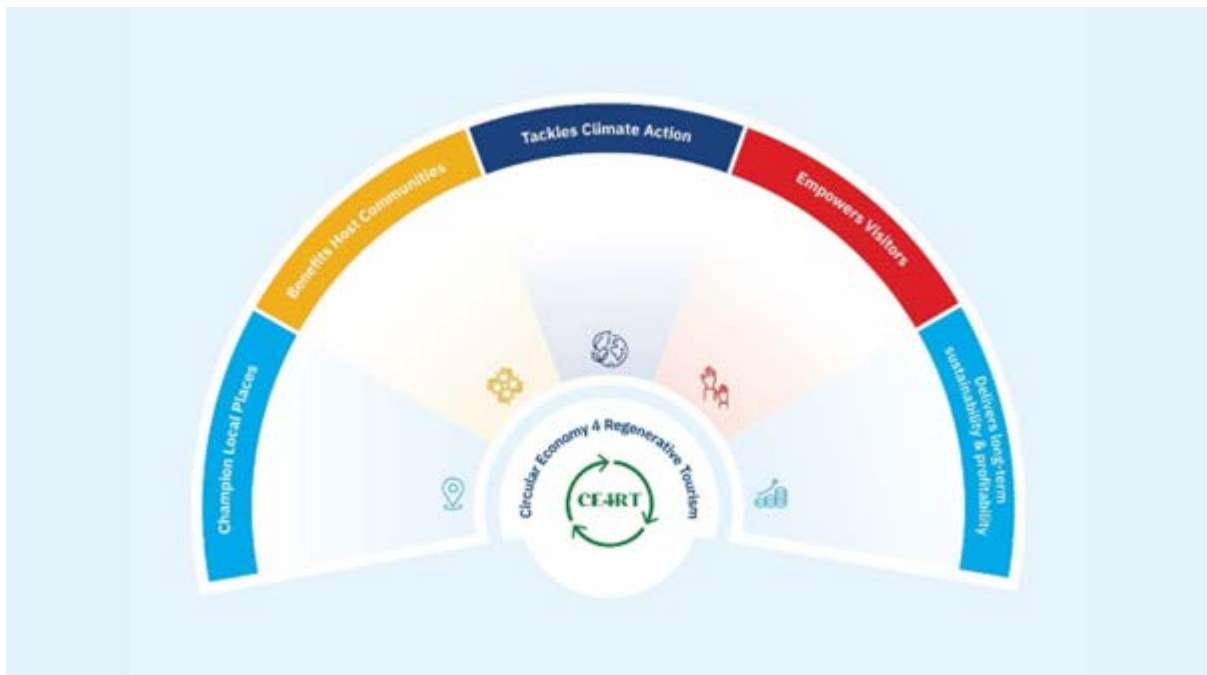 Champion Local Places
Benefits Host Communities
Tackles Climate Action
Empowers Visitors
Delivers long-term
sustainability & profitability
Circular Economy 4 Regenerative Tourism
CE4RT